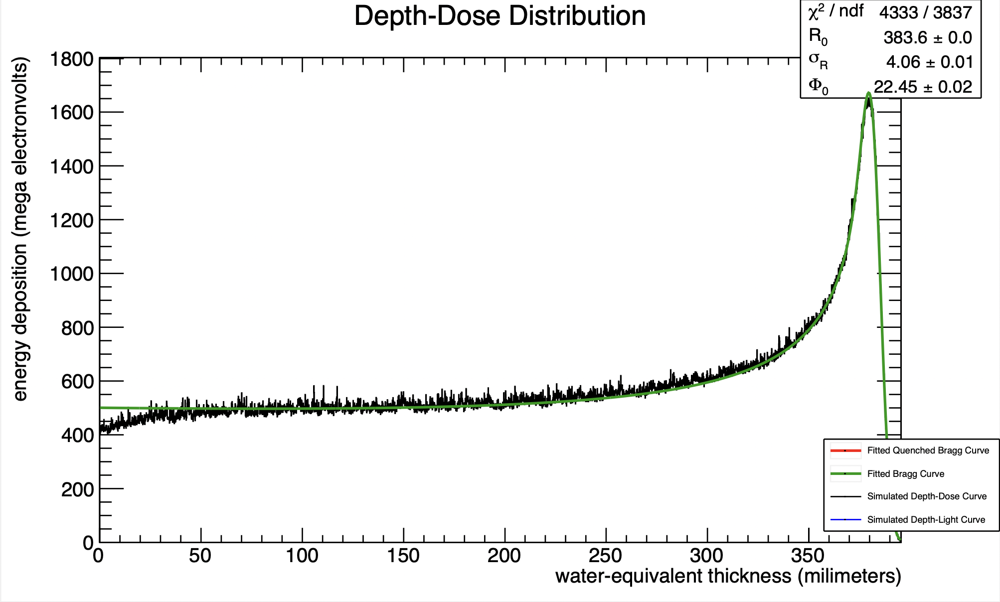 Depth-Dose Distribution
χ² / ndf 4333 / 3837
R₀ 383.6 ± 0.0
σR 4.06 ± 0.01
Φ₀ 22.45 ± 0.02
energy deposition (mega electronvolts)
1800
1600
1400
1200
1000
800
600
400
200
0
Fitted Quenched Bragg Curve
Fitted Bragg Curve
Simulated Depth-Dose Curve
Simulated Depth-Light Curve
0 50 100 150 200 250 300 350
water-equivalent thickness (milimeters)